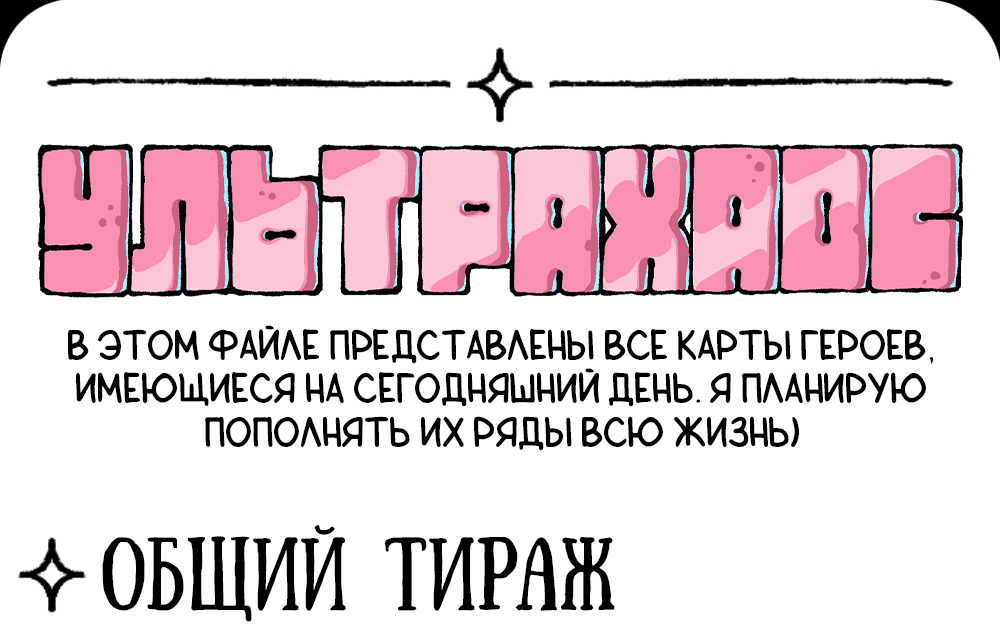 УЛЬТРАХАОС
В ЭТОМ ФАЙЛЕ ПРЕДСТАВЛЕНЫ ВСЕ КАРТЫ ГЕРОЕВ,
ИМЕЮЩИЕСЯ НА СЕГОДНЯШНИЙ ДЕНЬ. Я ПЛАНИРУЮ
ПОПОЛНЯТЬ ИХ РЯДЫ ВСЮ ЖИЗНЬ)
ОБЩИЙ ТИРАЖ